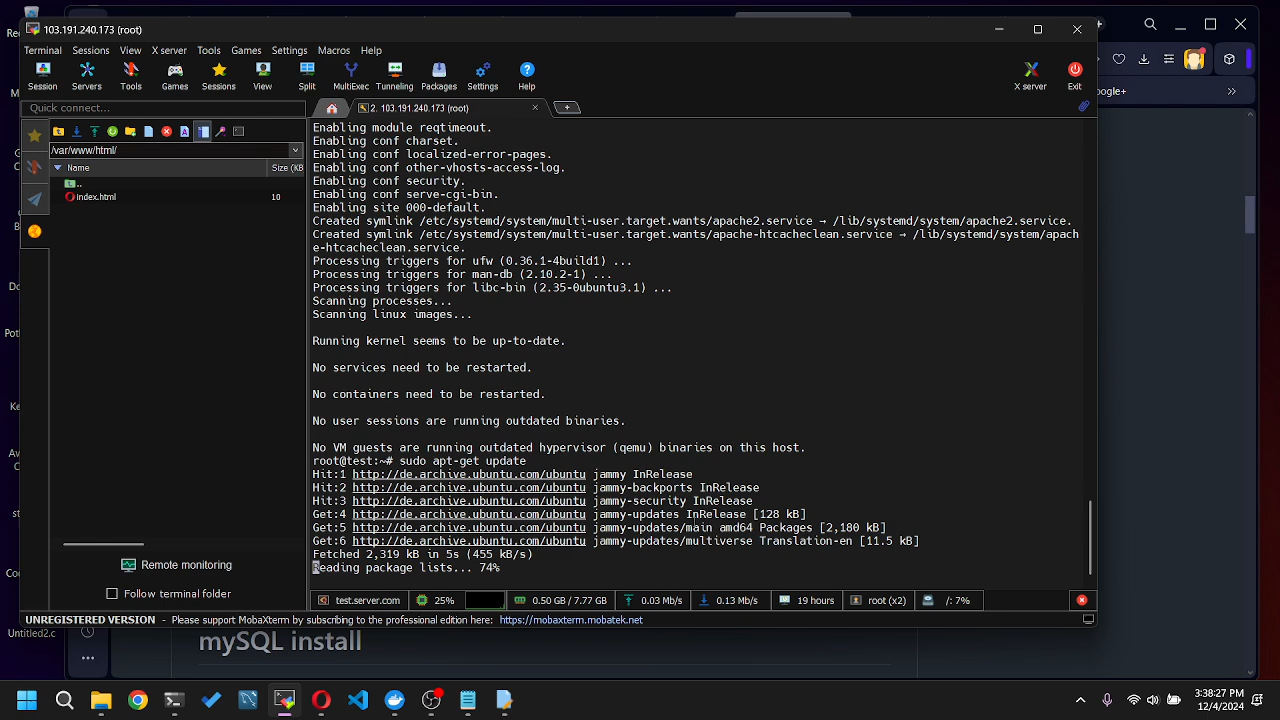 103.191.240.173 (root)
Terminal Sessions View X server Tools Games Settings Macros Help
Session Servers Tools Games Sessions View Split MultiExec Tunneling Packages Settings Help X server Exit
Quick connect...
2. 103.191.240.173 (root)
oogle+
/var/www/html/
Name Size (KB
..
index.html 10
Enabling module reqtimeout.
Enabling conf charset.
Enabling conf localized-error-pages.
Enabling conf other-vhosts-access-log.
Enabling conf security.
Enabling conf serve-cgi-bin.
Enabling site 000-default.
Created symlink /etc/systemd/system/multi-user.target.wants/apache2.service → /lib/systemd/system/apache2.service.
Created symlink /etc/systemd/system/multi-user.target.wants/apache-htcacheclean.service → /lib/systemd/system/apach
e-htcacheclean.service.
Processing triggers for ufw (0.36.1-4build1) ...
Processing triggers for man-db (2.10.2-1) ...
Processing triggers for libc-bin (2.35-0ubuntu3.1) ...
Scanning processes...
Scanning linux images...
Running kernel seems to be up-to-date.
No services need to be restarted.
No containers need to be restarted.
No user sessions are running outdated binaries.
No VM guests are running outdated hypervisor (qemu) binaries on this host.
root@test:~# sudo apt-get update
Hit:1 http://de.archive.ubuntu.com/ubuntu jammy InRelease
Hit:2 http://de.archive.ubuntu.com/ubuntu jammy-backports InRelease
Hit:3 http://de.archive.ubuntu.com/ubuntu jammy-security InRelease
Get:4 http://de.archive.ubuntu.com/ubuntu jammy-updates InRelease [128 kB]
Get:5 http://de.archive.ubuntu.com/ubuntu jammy-updates/main amd64 Packages [2,180 kB]
Get:6 http://de.archive.ubuntu.com/ubuntu jammy-updates/multiverse Translation-en [11.5 kB]
Fetched 2,319 kB in 5s (455 kB/s)
Reading package lists... 74%
Remote monitoring
Follow terminal folder
test.server.com 25% 0.50 GB / 7.77 GB 0.03 Mb/s 0.13 Mb/s 19 hours root (x2) /: 7%
UNREGISTERED VERSION - Please support MobaXterm by subscribing to the professional edition here: https://mobaxterm.mobatek.net
Untitled2.c
mySQL install
3:38:27 PM
12/4/2024